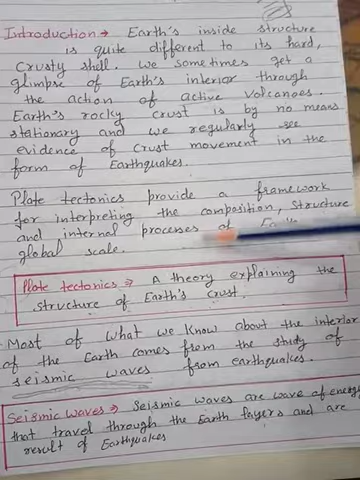 Introduction → Earth's inside structure
is quite different to its hard,
Crusty shell. We sometimes get a
glimpse of Earth's interior through
the action of active volcanoes.
Earth's rocky crust is by no means
stationary and we regularly see
evidence of Crust movement in the
form of Earthquakes.
Plate tectonics provide a framework
for interpreting the composition, structure
and internal processes of
global scale.
Plate tectonics → A theory explaining the
structure of Earth's crust.
Most of what we know about the interior
of the Earth comes from the study of
seismic waves from earthquakes.
Seismic waves → Seismic waves are wave of energy
that travel through the Earth layers and are
result of Earthquakes